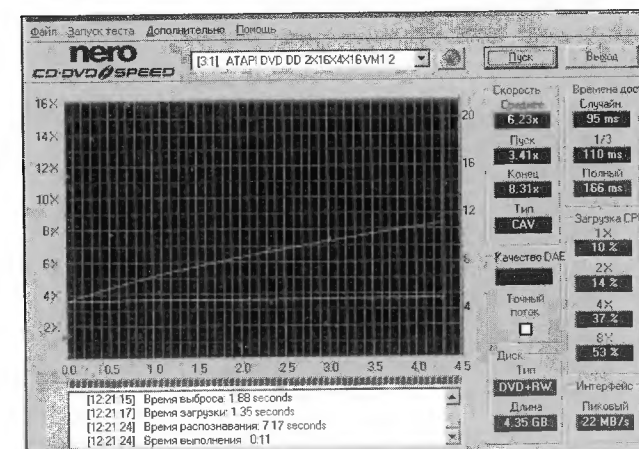 Файл Запуск теста Дополнительно Помощь
nero
CD·DVD SPEED
[3:1] ATAPI DVD DD 2X16X4X16 VM1 2
Пуск
Выход
Скорость
Среднее
6.23x
Пуск
3.41x
Конец
8.31x
Тип
CAV
Качество DAE
Точный
поток
Диск
Тип
DVD+RW
Длина
4.35 GB
Времена дост
Случайн.
95 ms
1/3
110 ms
Полный
166 ms
Загрузка CPU
1X
10 %
2X
14 %
4X
37 %
8X
53 %
Интерфейс
Пиковый
22 MB/s
16X
14X
12X
10X
8X
6X
4X
2X
20
16
12
8
4
0.0 0.5 1.0 1.5 2.0 2.5 3.0 3.5 4.0 4.5
[12:21:15] Время выброса: 1.88 seconds
[12:21:17] Время загрузки: 1.35 seconds
[12:21:24] Время распознавания: 7.17 seconds
[12:21:24] Время выполнения 0:11